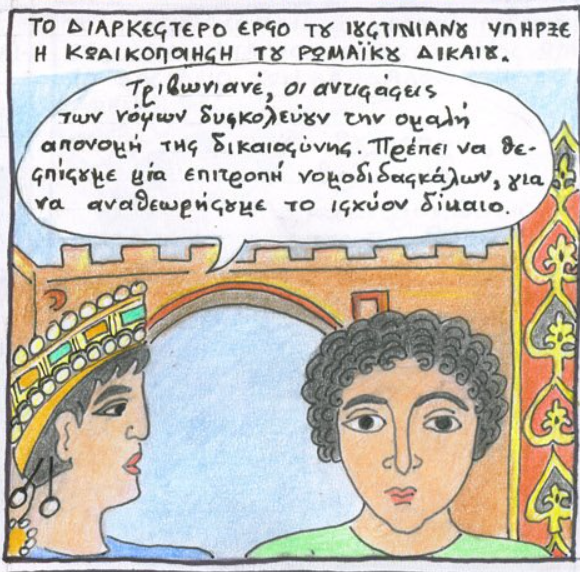 ΤΟ ΔΙΑΡΚΕΣΤΕΡΟ ΕΡΓΟ ΤȢ ΙȢΣΤΙΝΙΑΝȢ ΥΠΗΡΞΕ
Η ΚΩΔΙΚΟΠΟΙΗΣΗ ΤȢ ΡΩΜΑΪΚȢ ΔΙΚΑΙȢ.
Τριβωνιανέ, οι αντιφάσεις
των νόμων δυσκολεύȣν την ομαλή
απονομή της δικαιοσύνης. Πρέπει να θε-
σπίσȣμε μία επιτροπή νομοδιδασκάλων, για
να αναθεωρήσȣμε το ισχύον δίκαιο.